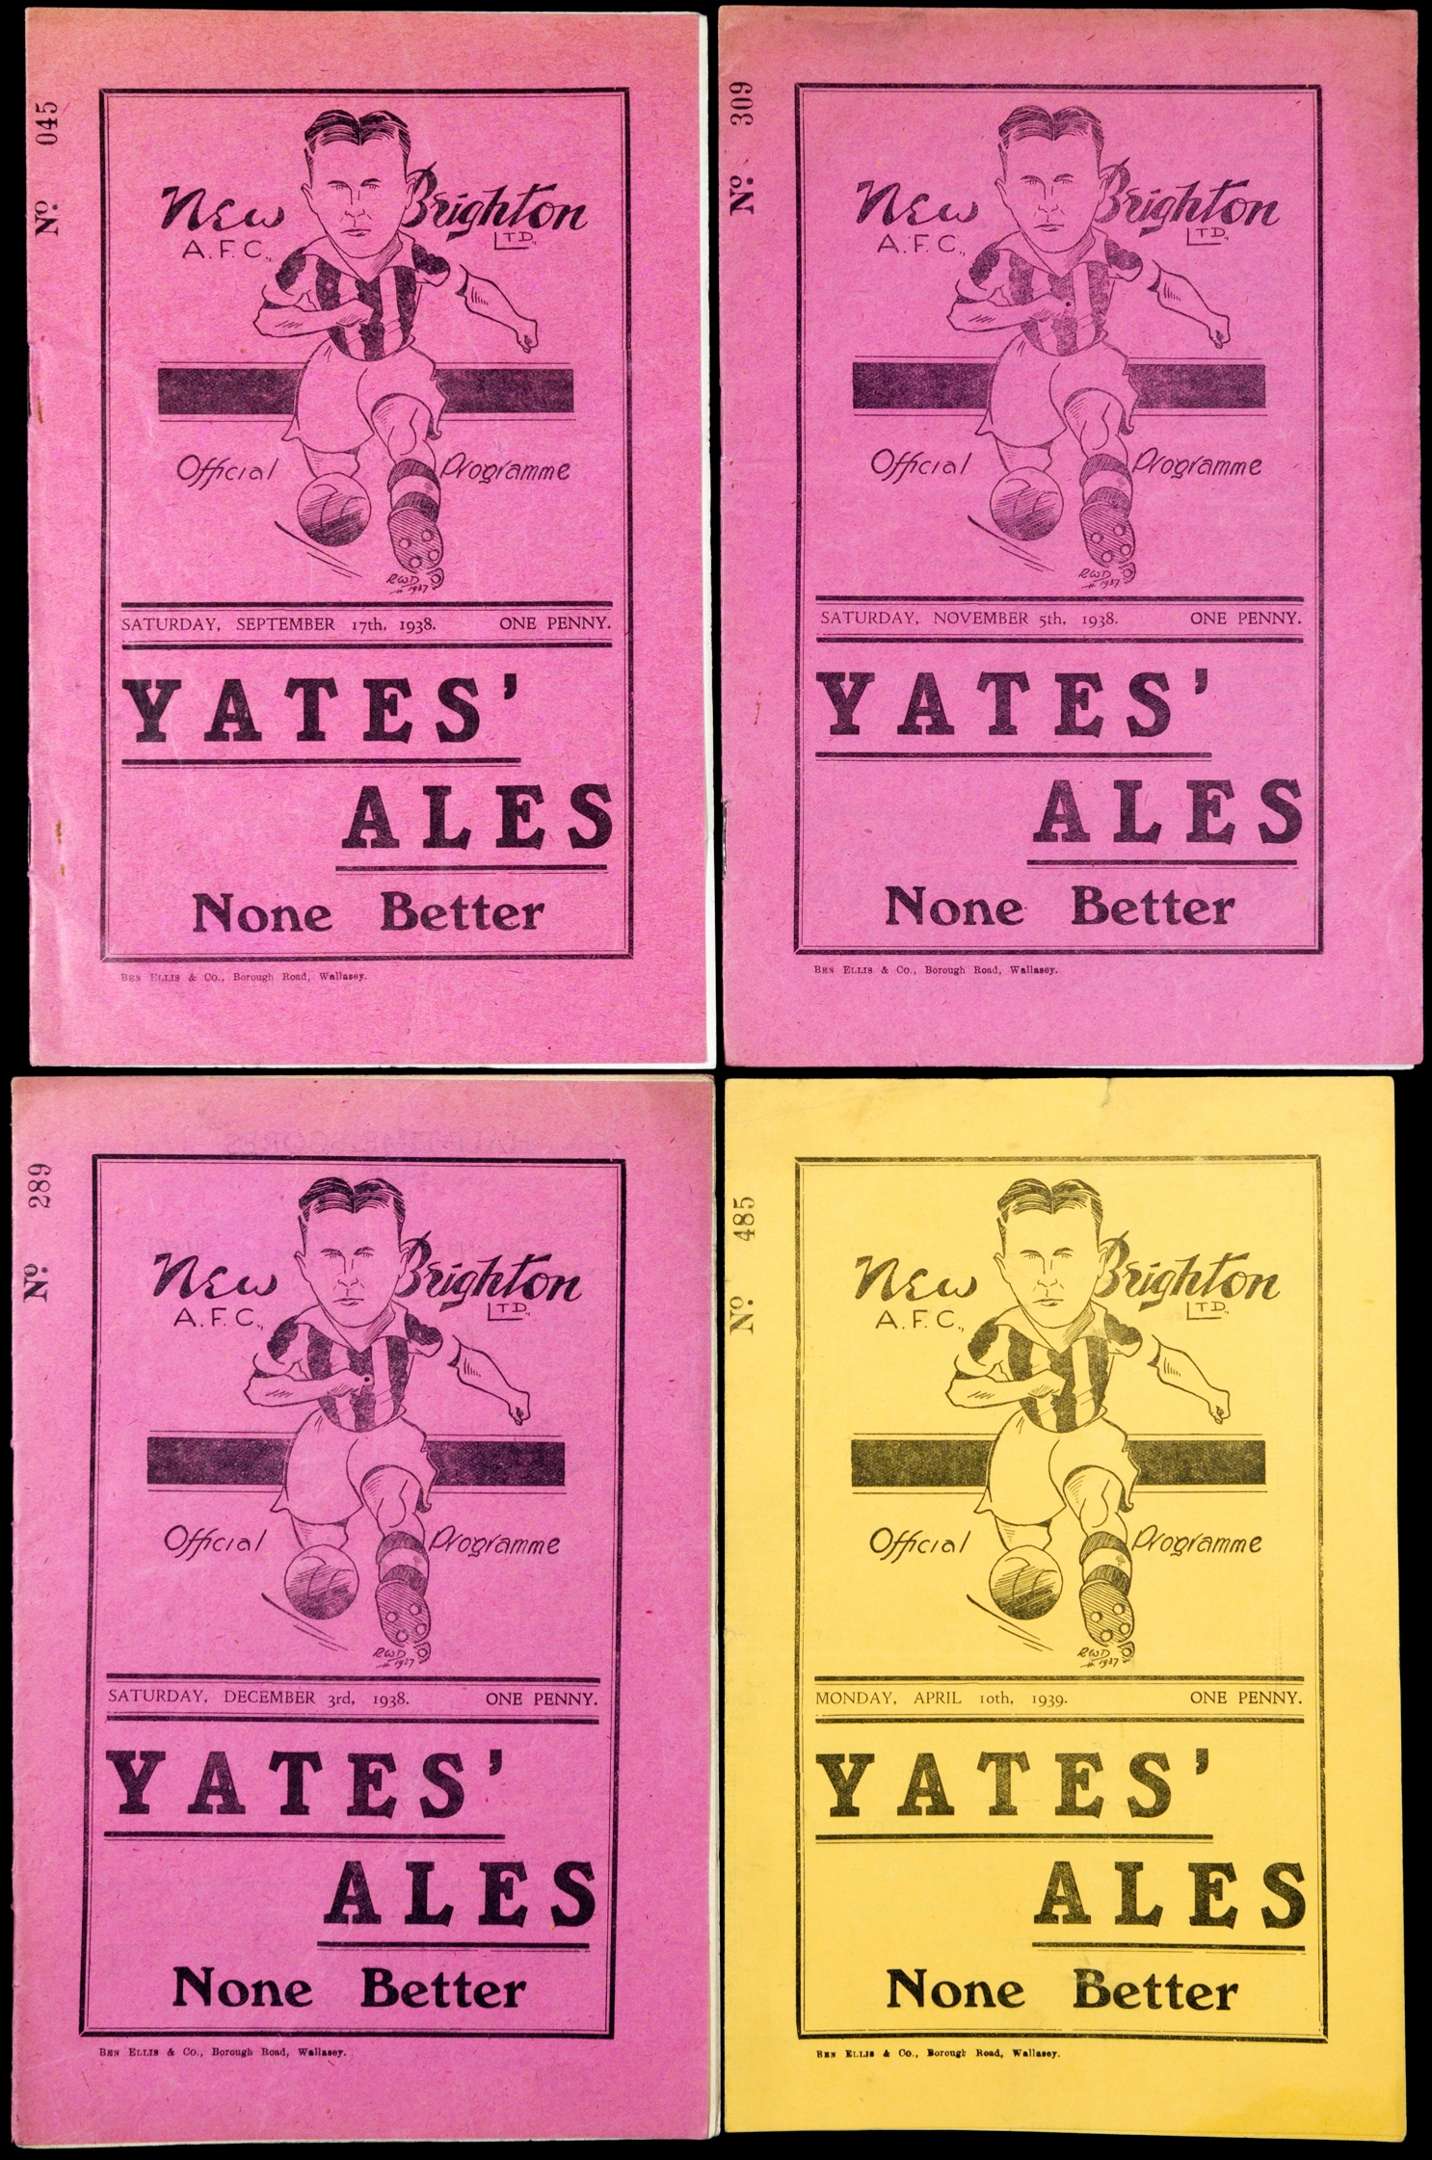 No. 045
New Brighton
A.F.C., LTD.
Official Programme
RWD
1937
SATURDAY, SEPTEMBER 17th, 1938. ONE PENNY.
YATES'
ALES
None Better
BEN ELLIS & Co., Borough Road, Wallasey.
No. 309
New Brighton
A.F.C., LTD.
Official Programme
RWD
1937
SATURDAY, NOVEMBER 5th, 1938. ONE PENNY.
YATES'
ALES
None Better
BEN ELLIS & Co., Borough Road, Wallasey.
No. 289
New Brighton
A.F.C., LTD.
Official Programme
RWD
1937
SATURDAY, DECEMBER 3rd, 1938. ONE PENNY.
YATES'
ALES
None Better
BEN ELLIS & Co., Borough Road, Wallasey.
No. 485
New Brighton
A.F.C., LTD.
Official Programme
RWD
1937
MONDAY, APRIL 10th, 1939. ONE PENNY.
YATES'
ALES
None Better
BEN ELLIS & Co., Borough Road, Wallasey.